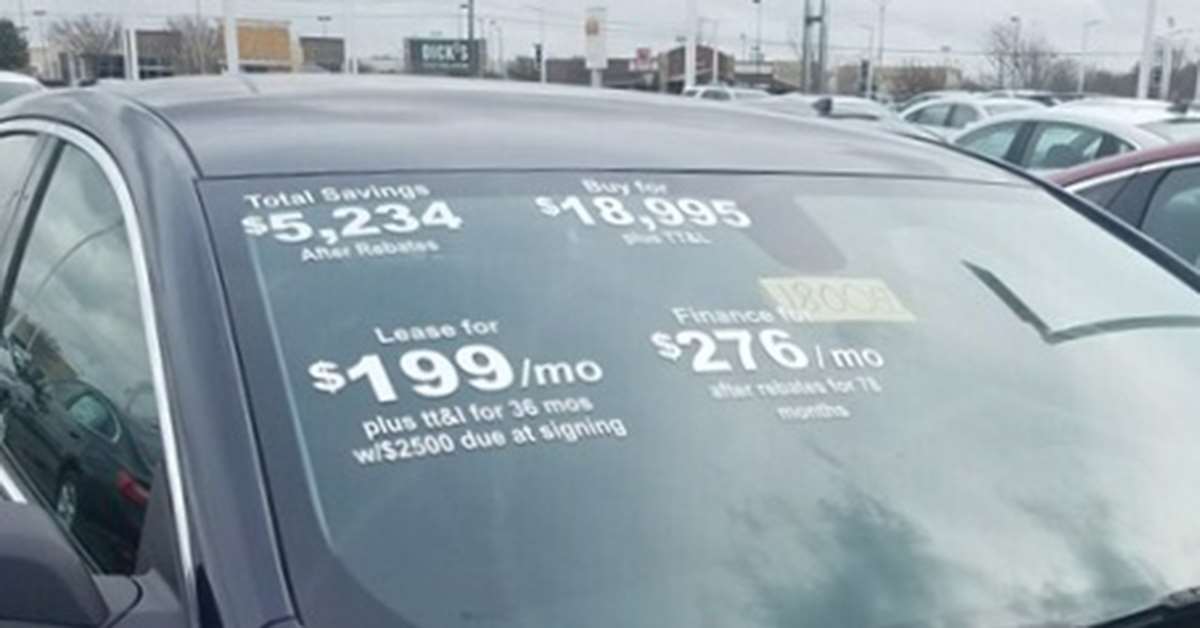 DICK'S
Total Savings
$5,234
After Rebates
Buy for
$18,995
plus TT&L
Lease for
$199/mo
plus tt&l for 36 mos
w/$2500 due at signing
Finance for
$276/mo
after rebates for 78
months